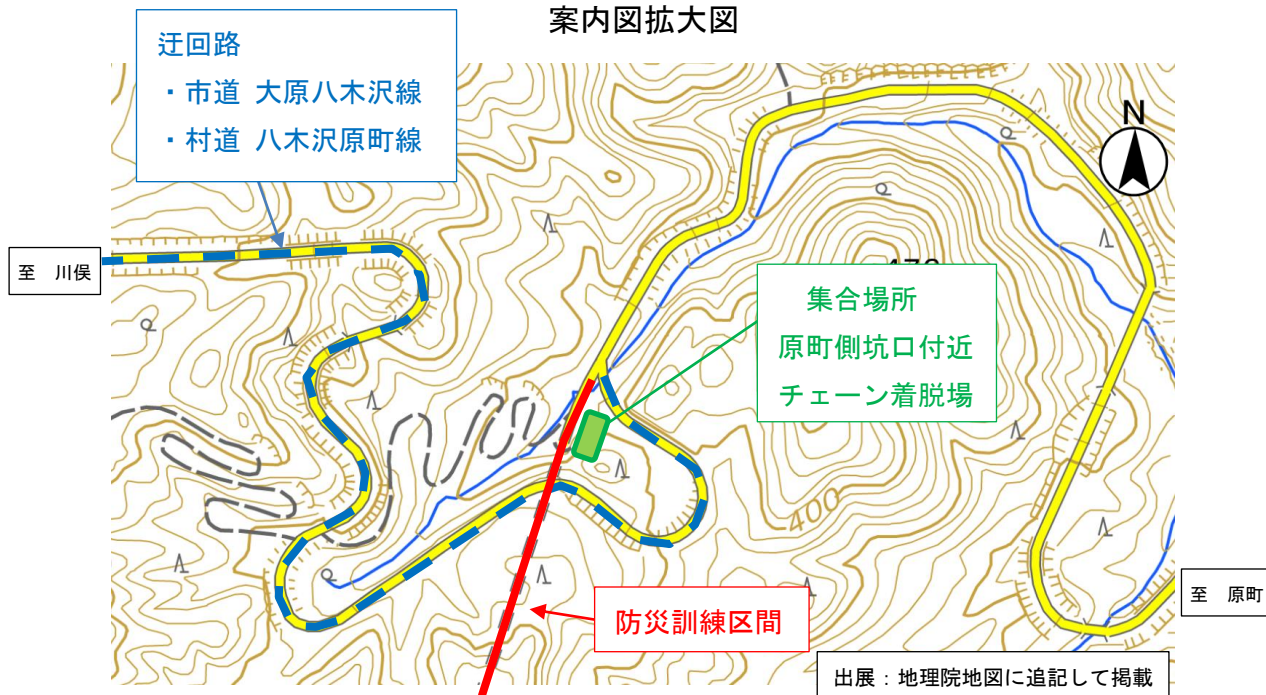 案内図拡大図
迂回路
・市道 大原八木沢線
・村道 八木沢原町線
N
至 川俣
集合場所
原町側坑口付近
チェーン着脱場
400
防災訓練区間
至 原町
出展：地理院地図に追記して掲載